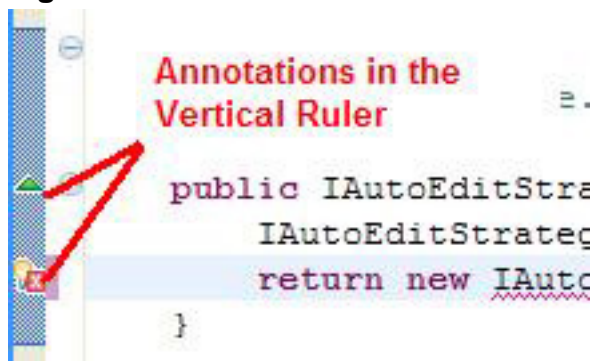 Annotations in the
Vertical Ruler
e.
public IAutoEditStra
IAutoEditStrateg
return new IAuto
}